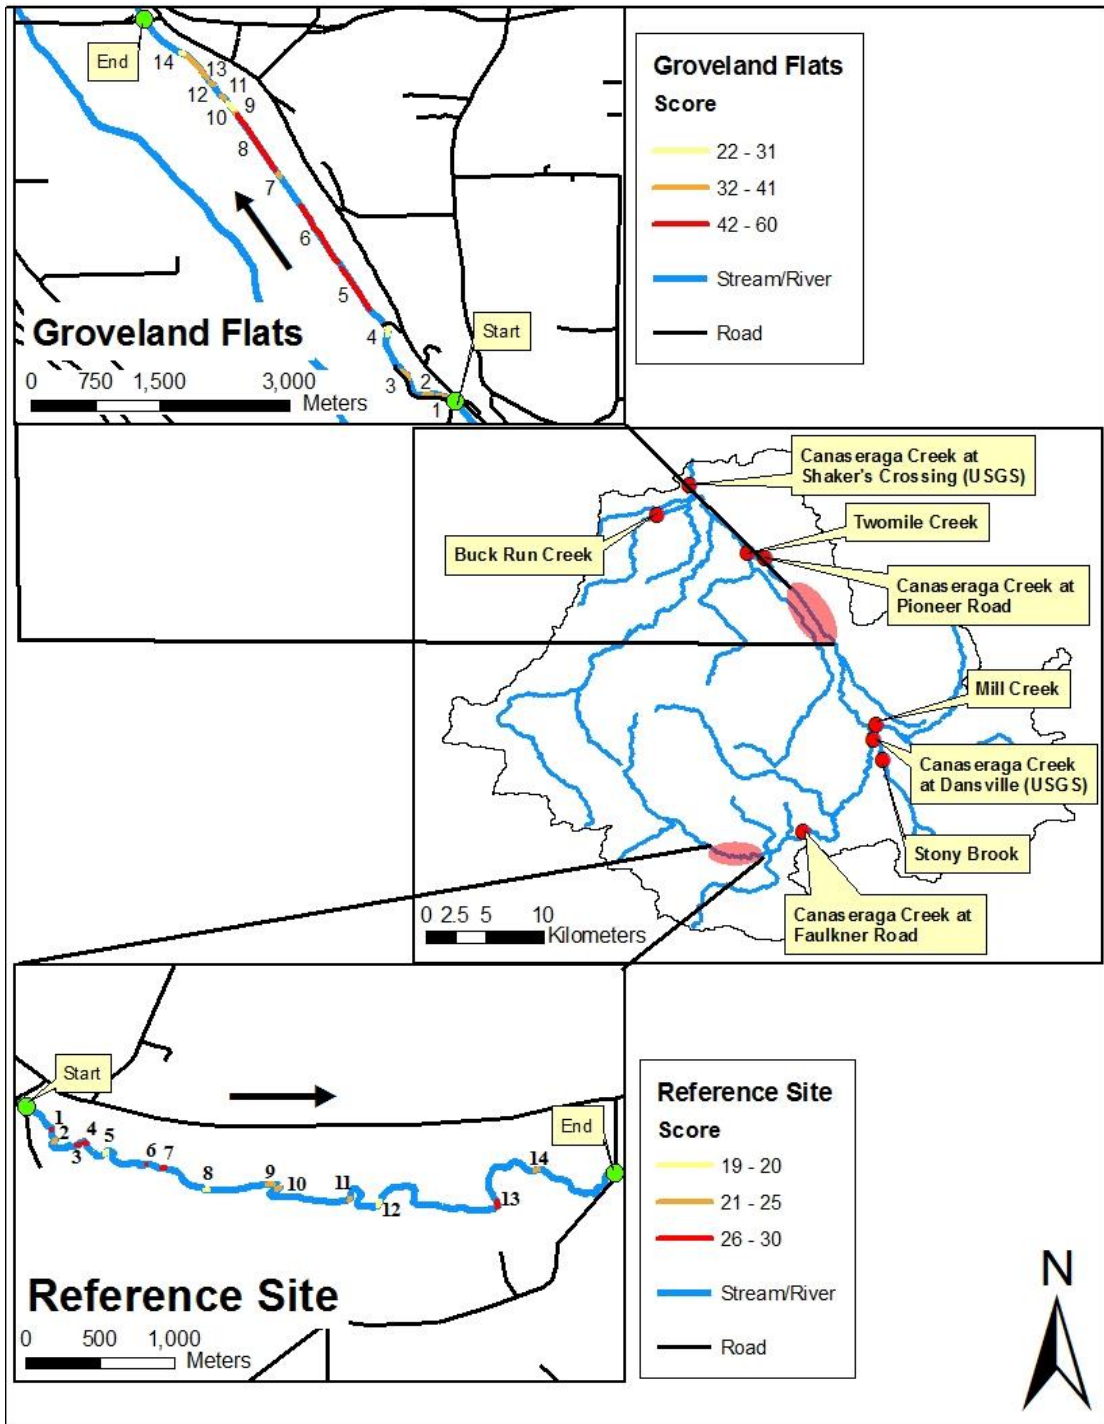 End
14
13
12
11
10
9
8
7
6
5
4
3
2
1
Start
Groveland Flats
0 750 1,500 3,000
Meters
Groveland Flats
Score
22 - 31
32 - 41
42 - 60
Stream/River
Road
Canaseraga Creek at
Shaker's Crossing (USGS)
Twomile Creek
Buck Run Creek
Canaseraga Creek at
Pioneer Road
Mill Creek
Canaseraga Creek
at Dansville (USGS)
Stony Brook
Canaseraga Creek at
Faulkner Road
0 2.5 5 10
Kilometers
Start
1
2
3
4
5
6
7
8
9
10
11
12
13
14
End
Reference Site
0 500 1,000
Meters
Reference Site
Score
19 - 20
21 - 25
26 - 30
Stream/River
Road
N